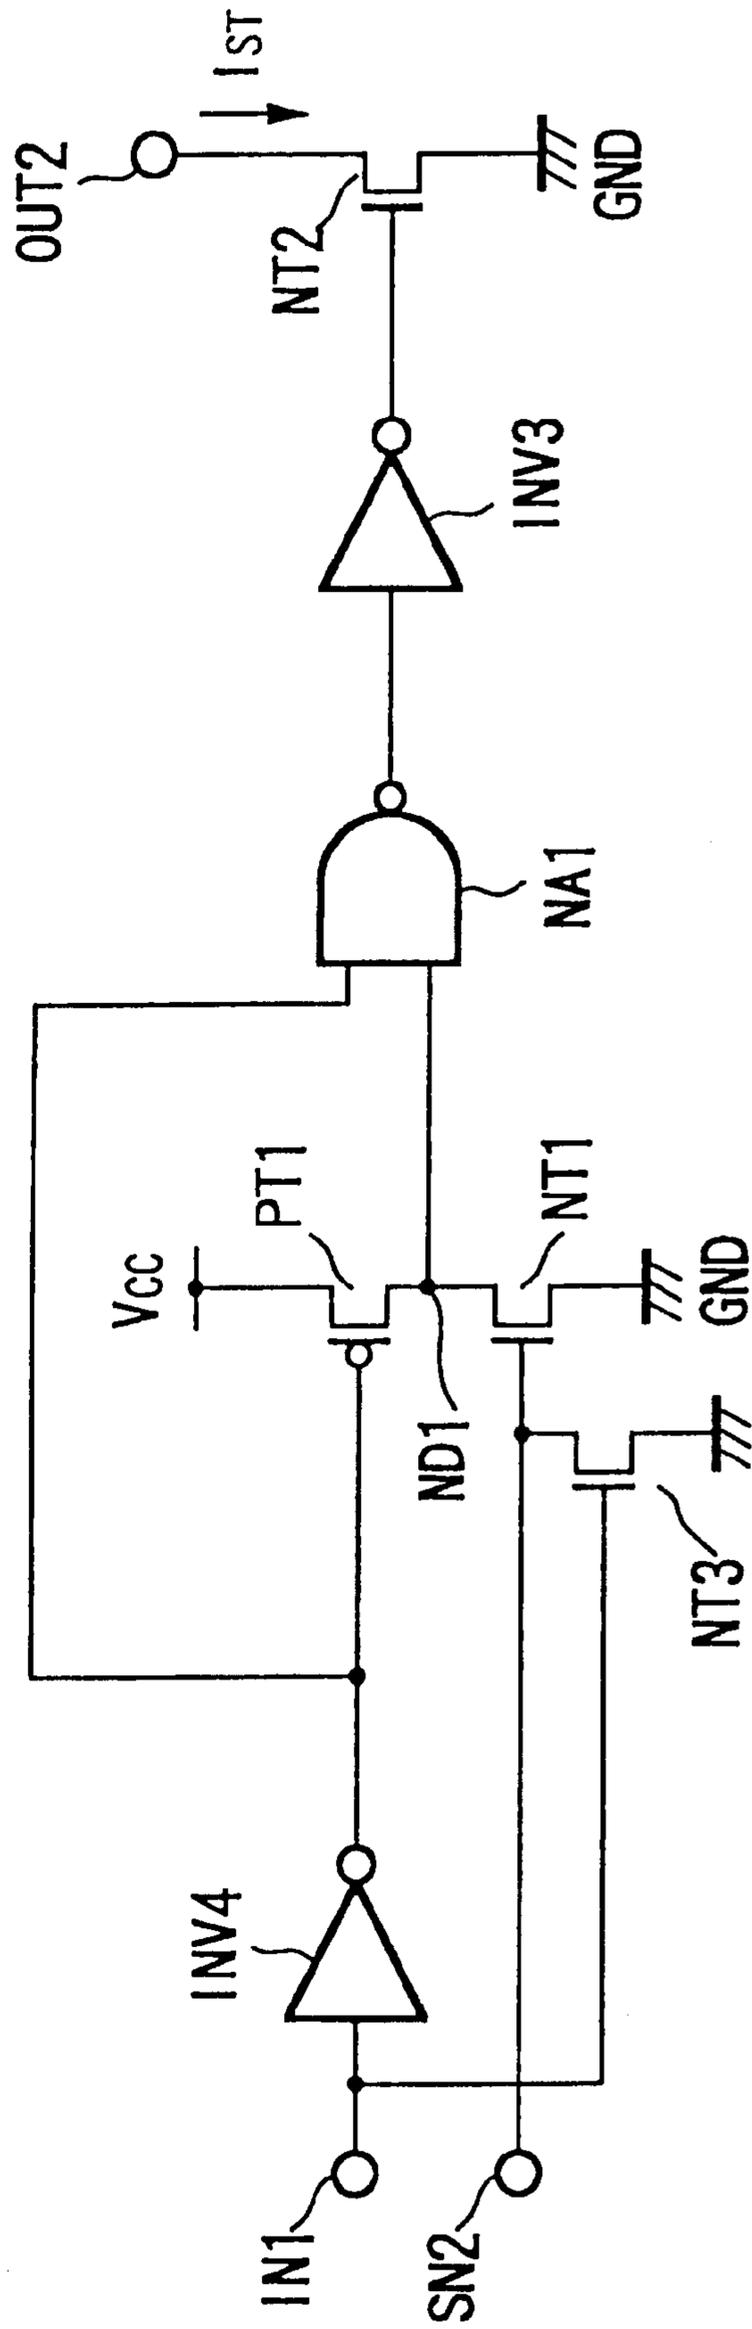 OUT2
IST
NT2
GND
INV3
NA1
VCC
PT1
ND1
NT1
GND
NT3
INV4
IN1
SN2